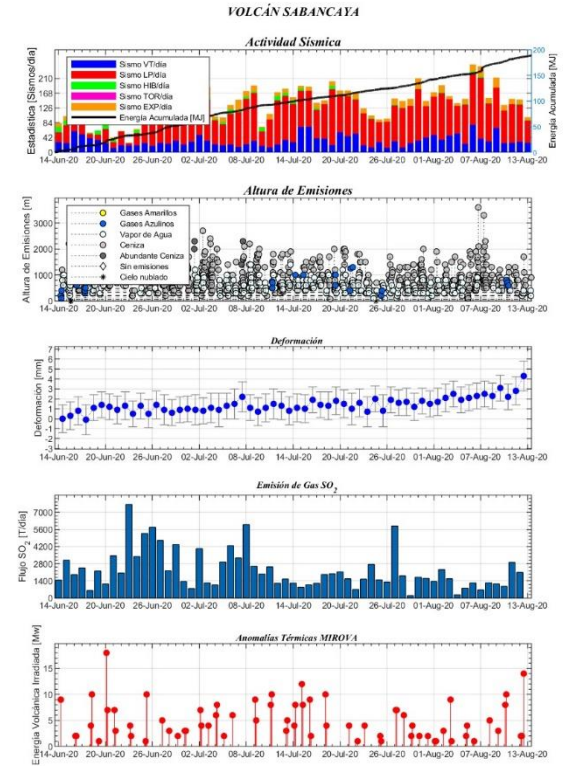 VOLCÁN SABANCAYA
Actividad Sísmica
Estadística [Sismos/día]
210
168
126
84
42
0
Sismo VT/día
Sismo LP/día
Sismo HIB/día
Sismo TOR/día
Sismo EXP/día
Energía Acumulada [MJ]
200
150
100
50
0
Energía Acumulada [MJ]
14-Jun-20 20-Jun-20 26-Jun-20 02-Jul-20 08-Jul-20 14-Jul-20 20-Jul-20 26-Jul-20 01-Aug-20 07-Aug-20 13-Aug-20
Altura de Emisiones
Altura de Emisiones [m]
3000
2000
1000
0
Gases Amarillos
Gases Azulinos
Vapor de Agua
Ceniza
Abundante Ceniza
Sin emisiones
Cielo nublado
14-Jun-20 20-Jun-20 26-Jun-20 02-Jul-20 08-Jul-20 14-Jul-20 20-Jul-20 26-Jul-20 01-Aug-20 07-Aug-20 13-Aug-20
Deformación
Deformación [mm]
7
6
5
4
3
2
1
0
-1
-2
-3
14-Jun-20 20-Jun-20 26-Jun-20 02-Jul-20 08-Jul-20 14-Jul-20 20-Jul-20 26-Jul-20 01-Aug-20 07-Aug-20 13-Aug-20
Emisión de Gas SO2
Flujo SO2 [T/día]
7000
5600
4200
2800
1400
0
14-Jun-20 20-Jun-20 26-Jun-20 02-Jul-20 08-Jul-20 14-Jul-20 20-Jul-20 26-Jul-20 01-Aug-20 07-Aug-20 13-Aug-20
Anomalías Térmicas MIROVA
Energía Volcánica Irradiada [Mw]
15
10
5
0
14-Jun-20 20-Jun-20 26-Jun-20 02-Jul-20 08-Jul-20 14-Jul-20 20-Jul-20 26-Jul-20 01-Aug-20 07-Aug-20 13-Aug-20